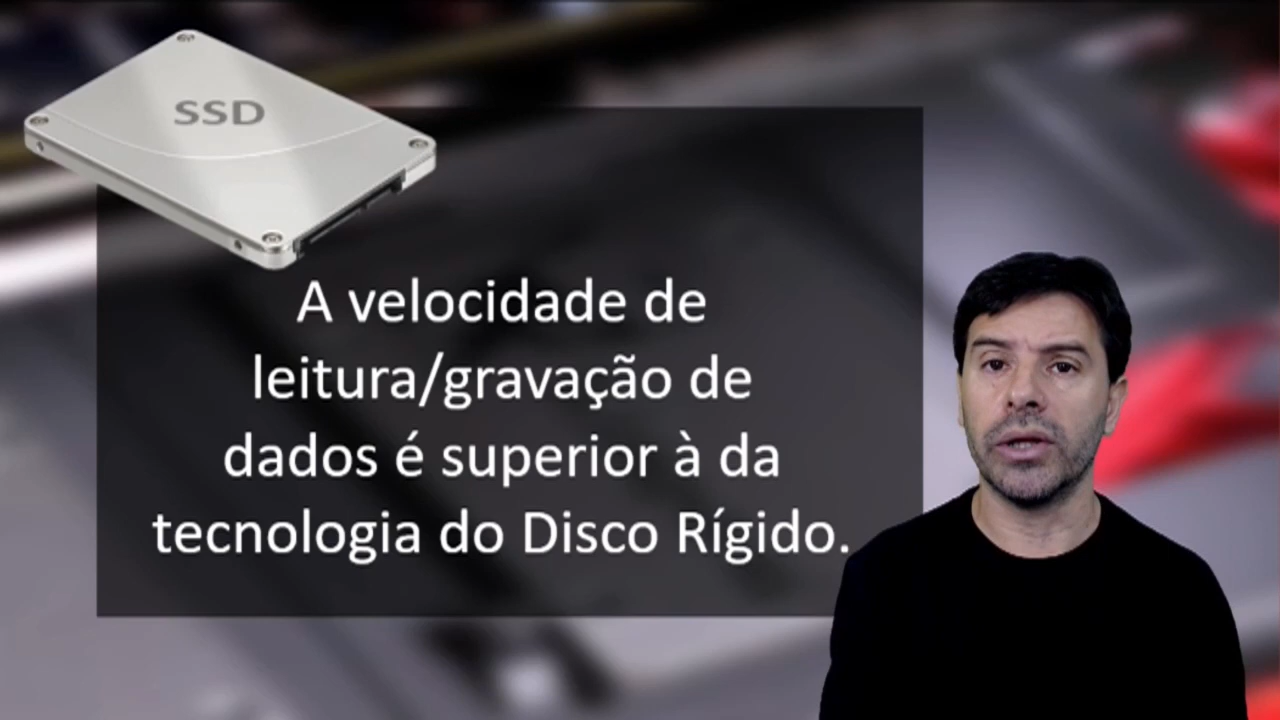 SSD
A velocidade de
leitura/gravação de
dados é superior à da
tecnologia do Disco Rígido.